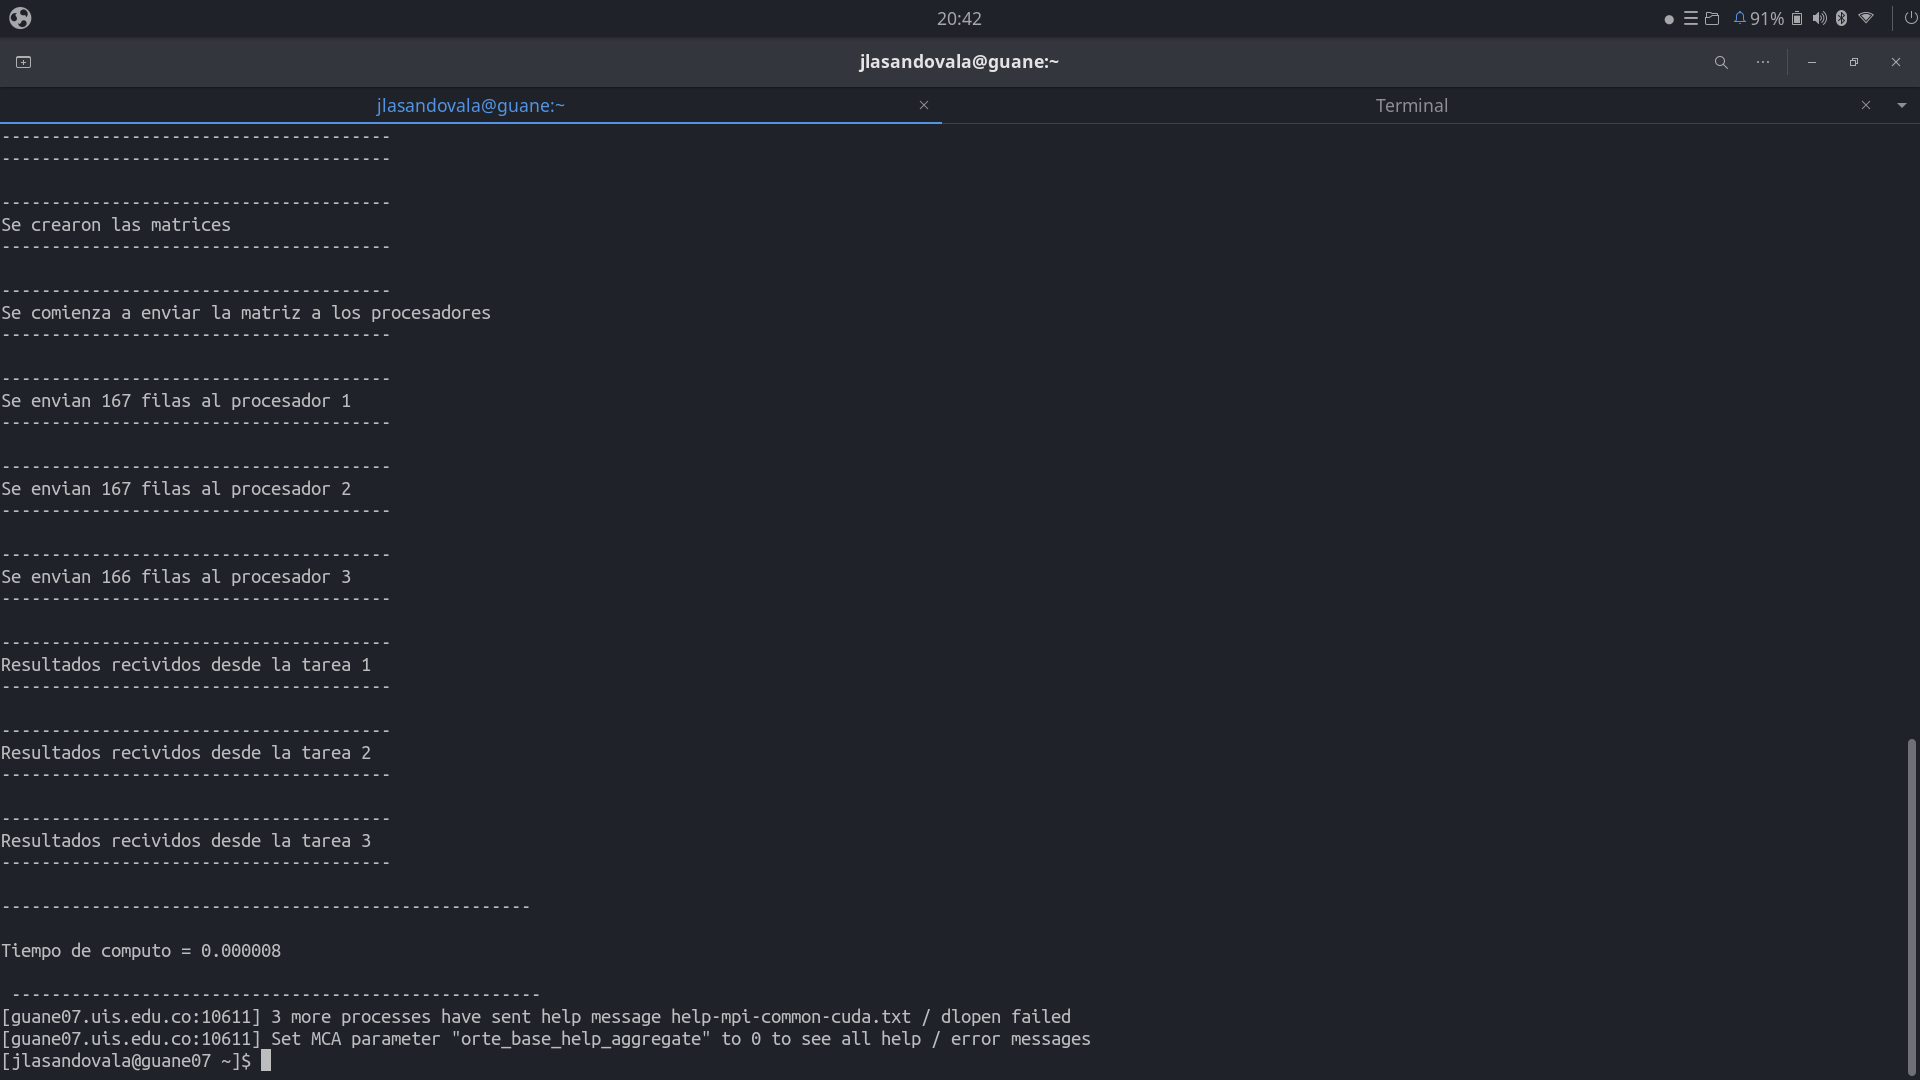 20:42
91%
jlasandovala@guane:~
jlasandovala@guane:~
Terminal
---------------------------------------
---------------------------------------
---------------------------------------
Se crearon las matrices
---------------------------------------
---------------------------------------
Se comienza a enviar la matriz a los procesadores
---------------------------------------
---------------------------------------
Se envian 167 filas al procesador 1
---------------------------------------
---------------------------------------
Se envian 167 filas al procesador 2
---------------------------------------
---------------------------------------
Se envian 166 filas al procesador 3
---------------------------------------
---------------------------------------
Resultados recividos desde la tarea 1
---------------------------------------
---------------------------------------
Resultados recividos desde la tarea 2
---------------------------------------
---------------------------------------
Resultados recividos desde la tarea 3
---------------------------------------
-----------------------------------------------------
Tiempo de computo = 0.000008
-----------------------------------------------------
[guane07.uis.edu.co:10611] 3 more processes have sent help message help-mpi-common-cuda.txt / dlopen failed
[guane07.uis.edu.co:10611] Set MCA parameter "orte_base_help_aggregate" to 0 to see all help / error messages
[jlasandovala@guane07 ~]$